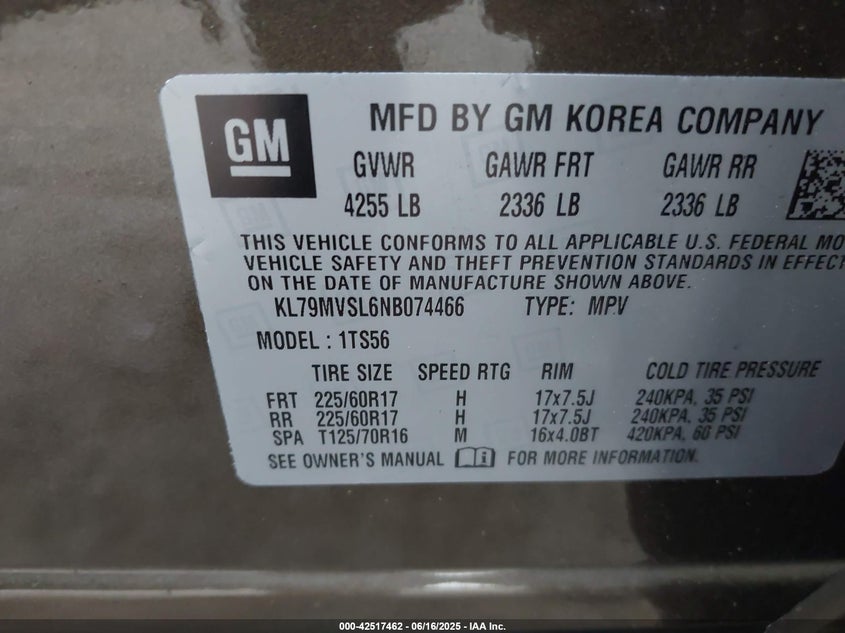 GM
MFD BY GM KOREA COMPANY
GVWR GAWR FRT GAWR RR
4255 LB 2336 LB 2336 LB
THIS VEHICLE CONFORMS TO ALL APPLICABLE U.S. FEDERAL MO
VEHICLE SAFETY AND THEFT PREVENTION STANDARDS IN EFFECT
ON THE DATE OF MANUFACTURE SHOWN ABOVE.
KL79MVSL6NB074466 TYPE: MPV
MODEL : 1TS56
TIRE SIZE SPEED RTG RIM COLD TIRE PRESSURE
FRT 225/60R17 H 17x7.5J 240KPA, 35 PSI
RR 225/60R17 H 17x7.5J 240KPA, 35 PSI
SPA T125/70R16 M 16x4.0BT 420KPA, 60 PSI
SEE OWNER'S MANUAL i FOR MORE INFORMATION.
000-42517462 - 06/16/2025 - IAA Inc.